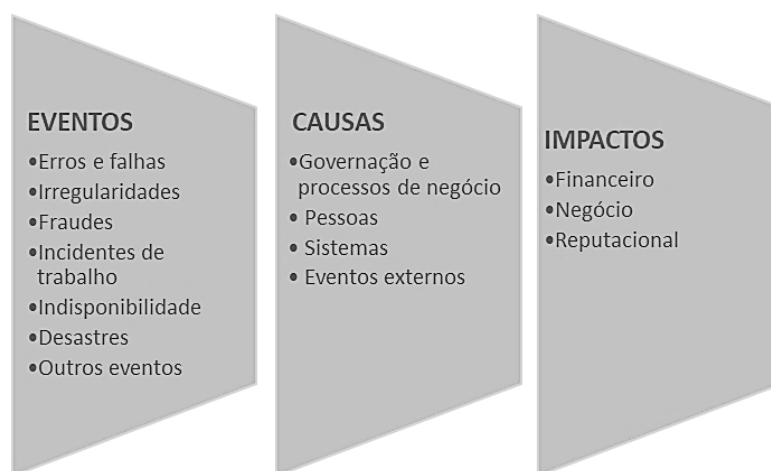 EVENTOS
•Erros e falhas
•Irregularidades
•Fraudes
•Incidentes de
trabalho
•Indisponibilidade
•Desastres
•Outros eventos
CAUSAS
•Governação e
processos de negócio
• Pessoas
• Sistemas
• Eventos externos
IMPACTOS
•Financeiro
•Negócio
•Reputacional